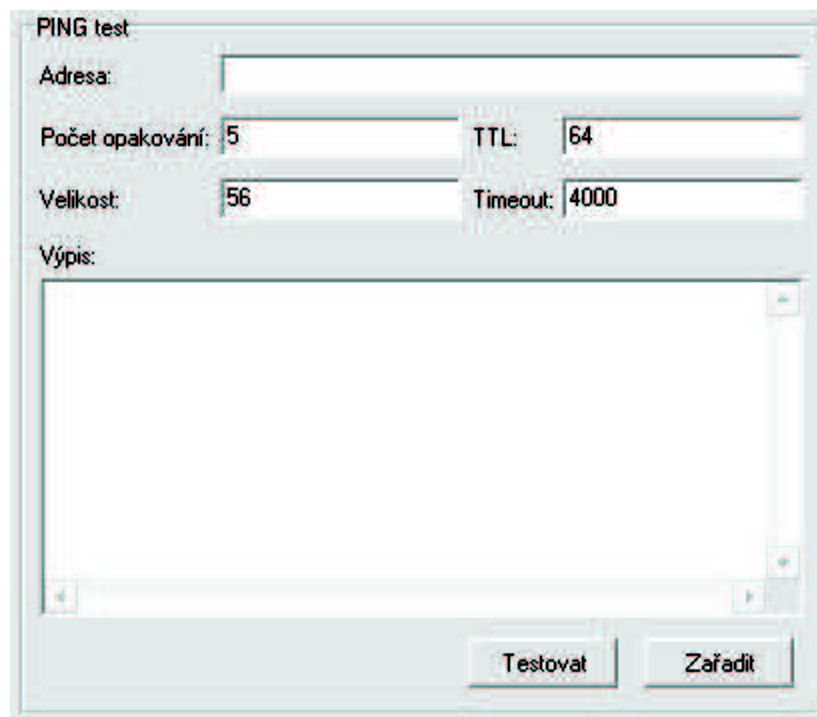 PING test
Adresa:
Počet opakování: 5 TTL: 64
Velikost: 56 Timeout: 4000
Výpis:
Testovat Zařadit